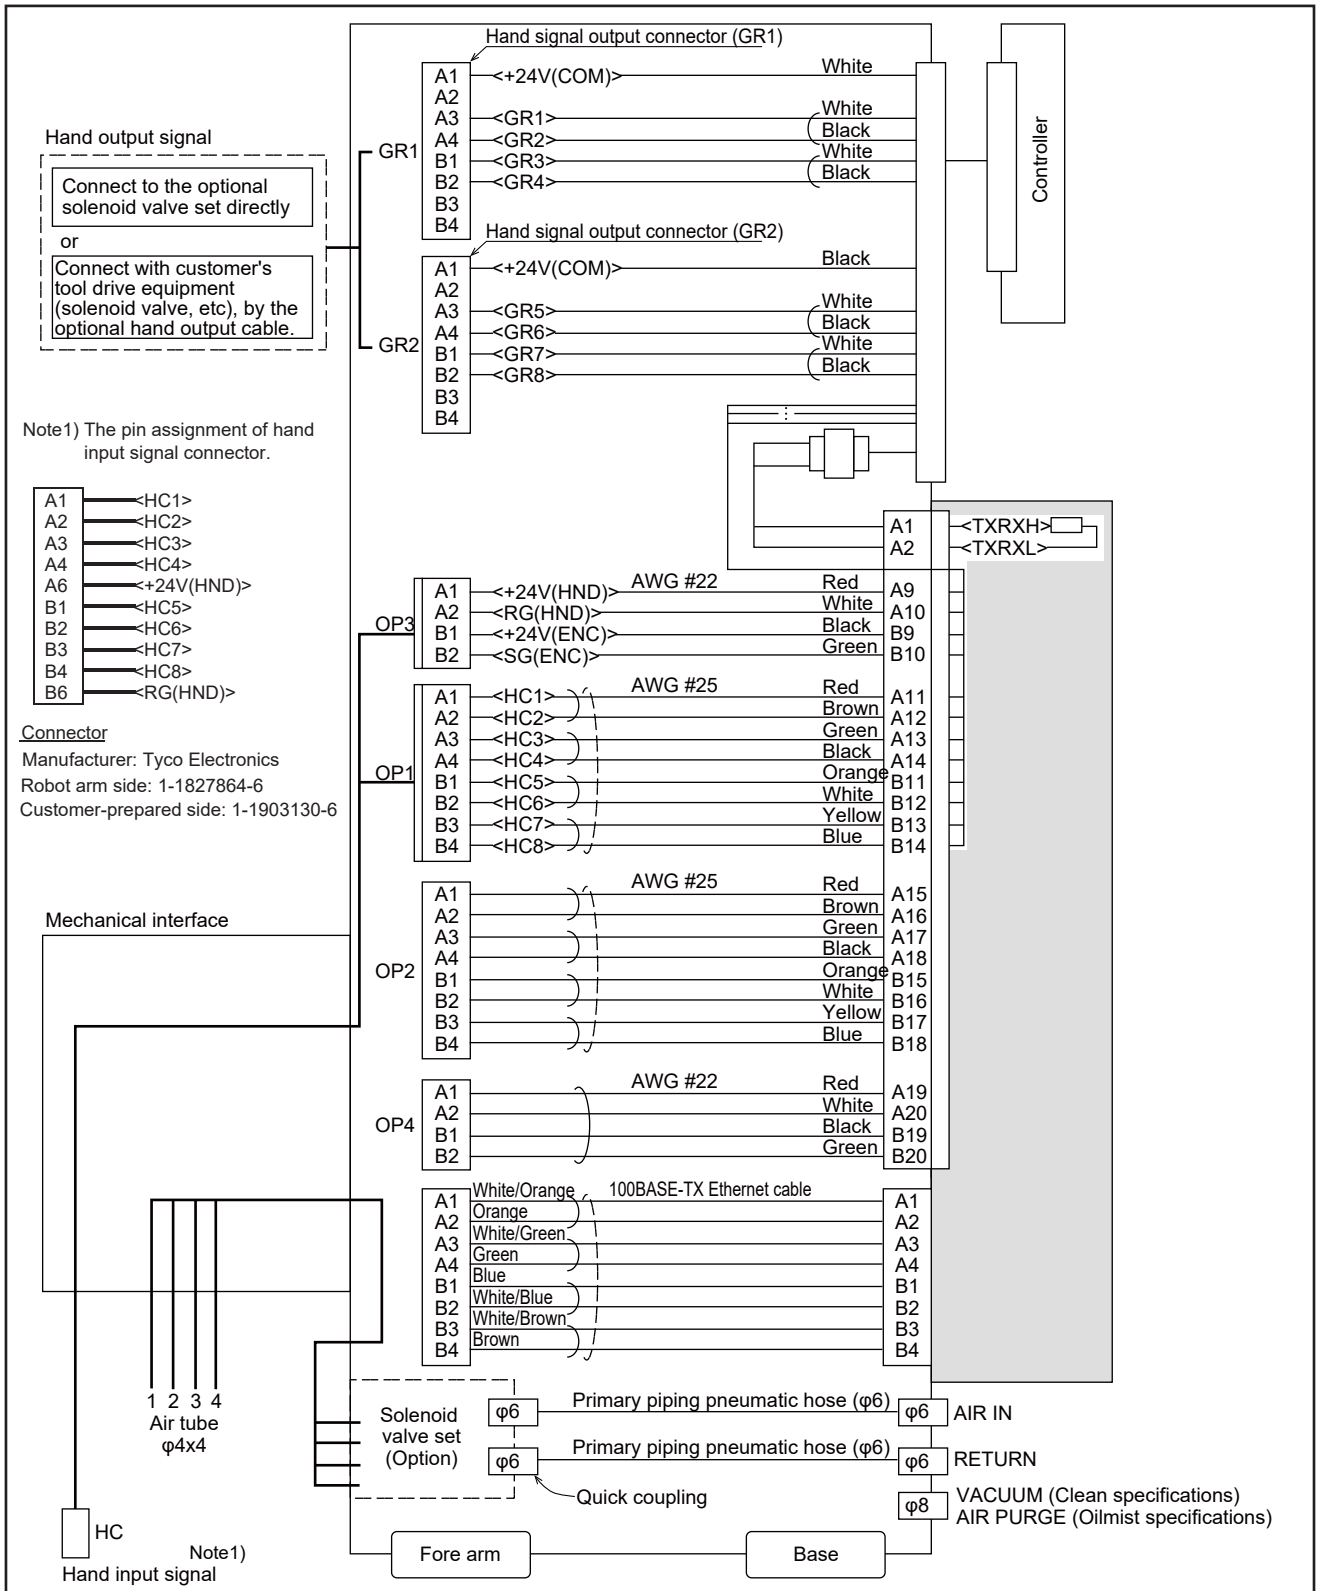 Hand signal output connector (GR1)
A1 <+24V(COM)> White
A2
A3 <GR1> White
A4 <GR2> Black
B1 <GR3> White
B2 <GR4> Black
B3
B4
GR1
Controller
Hand output signal
Connect to the optional
solenoid valve set directly
or
Connect with customer's
tool drive equipment
(solenoid valve, etc), by the
optional hand output cable.
Hand signal output connector (GR2)
A1 <+24V(COM)> Black
A2
A3 <GR5> White
A4 <GR6> Black
B1 <GR7> White
B2 <GR8> Black
B3
B4
GR2
Note1) The pin assignment of hand
input signal connector.
A1 <HC1>
A2 <HC2>
A3 <HC3>
A4 <HC4>
A6 <+24V(HND)>
B1 <HC5>
B2 <HC6>
B3 <HC7>
B4 <HC8>
B6 <RG(HND)>
Connector
Manufacturer: Tyco Electronics
Robot arm side: 1-1827864-6
Customer-prepared side: 1-1903130-6
A1 <TXRXH>
A2 <TXRXL>
OP3
A1 <+24V(HND)> AWG #22 Red A9
A2 <RG(HND)> White A10
B1 <+24V(ENC)> Black B9
B2 <SG(ENC)> Green B10
OP1
A1 <HC1> AWG #25 Red A11
A2 <HC2> Brown A12
A3 <HC3> Green A13
A4 <HC4> Black A14
B1 <HC5> Orange B11
B2 <HC6> White B12
B3 <HC7> Yellow B13
B4 <HC8> Blue B14
Mechanical interface
OP2
A1 AWG #25 Red A15
A2 Brown A16
A3 Green A17
A4 Black A18
B1 Orange B15
B2 White B16
B3 Yellow B17
B4 Blue B18
OP4
A1 AWG #22 Red A19
A2 White A20
B1 Black B19
B2 Green B20
A1 White/Orange 100BASE-TX Ethernet cable A1
A2 Orange A2
A3 White/Green A3
A4 Green A4
B1 Blue B1
B2 White/Blue B2
B3 White/Brown B3
B4 Brown B4
1 2 3 4
Air tube
φ4x4
Solenoid
valve set
(Option)
φ6 Primary piping pneumatic hose (φ6) φ6 AIR IN
φ6 Primary piping pneumatic hose (φ6) φ6 RETURN
Quick coupling
φ8 VACUUM (Clean specifications)
AIR PURGE (Oilmist specifications)
HC
Note1)
Hand input signal
Fore arm
Base